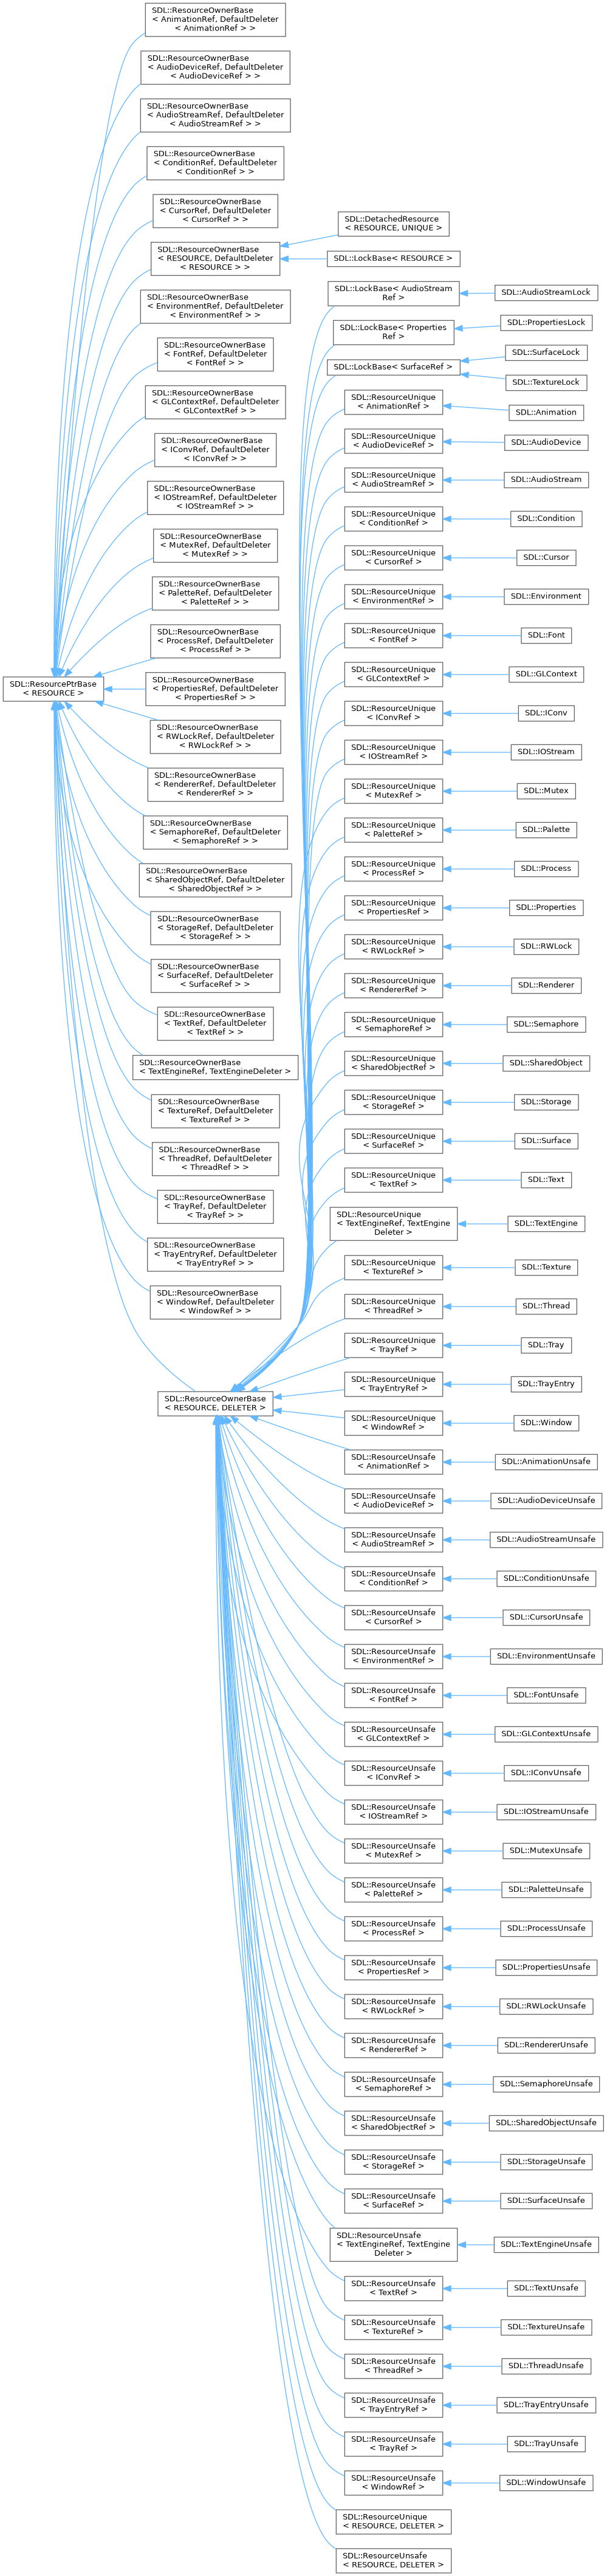 SDL::ResourceOwnerBase
< AnimationRef, DefaultDeleter
< AnimationRef > >
SDL::ResourceOwnerBase
< AudioDeviceRef, DefaultDeleter
< AudioDeviceRef > >
SDL::ResourceOwnerBase
< AudioStreamRef, DefaultDeleter
< AudioStreamRef > >
SDL::ResourceOwnerBase
< ConditionRef, DefaultDeleter
< ConditionRef > >
SDL::ResourceOwnerBase
< CursorRef, DefaultDeleter
< CursorRef > >
SDL::ResourceOwnerBase
< RESOURCE, DefaultDeleter
< RESOURCE > >
SDL::ResourceOwnerBase
< EnvironmentRef, DefaultDeleter
< EnvironmentRef > >
SDL::ResourceOwnerBase
< FontRef, DefaultDeleter
< FontRef > >
SDL::ResourceOwnerBase
< GLContextRef, DefaultDeleter
< GLContextRef > >
SDL::ResourceOwnerBase
< IConvRef, DefaultDeleter
< IConvRef > >
SDL::ResourceOwnerBase
< IOStreamRef, DefaultDeleter
< IOStreamRef > >
SDL::ResourceOwnerBase
< MutexRef, DefaultDeleter
< MutexRef > >
SDL::ResourceOwnerBase
< PaletteRef, DefaultDeleter
< PaletteRef > >
SDL::ResourceOwnerBase
< ProcessRef, DefaultDeleter
< ProcessRef > >
SDL::ResourcePtrBase
< RESOURCE >
SDL::ResourceOwnerBase
< PropertiesRef, DefaultDeleter
< PropertiesRef > >
SDL::ResourceOwnerBase
< RWLockRef, DefaultDeleter
< RWLockRef > >
SDL::ResourceOwnerBase
< RendererRef, DefaultDeleter
< RendererRef > >
SDL::ResourceOwnerBase
< SemaphoreRef, DefaultDeleter
< SemaphoreRef > >
SDL::ResourceOwnerBase
< SharedObjectRef, DefaultDeleter
< SharedObjectRef > >
SDL::ResourceOwnerBase
< StorageRef, DefaultDeleter
< StorageRef > >
SDL::ResourceOwnerBase
< SurfaceRef, DefaultDeleter
< SurfaceRef > >
SDL::ResourceOwnerBase
< TextRef, DefaultDeleter
< TextRef > >
SDL::ResourceOwnerBase
< TextEngineRef, TextEngineDeleter >
SDL::ResourceOwnerBase
< TextureRef, DefaultDeleter
< TextureRef > >
SDL::ResourceOwnerBase
< ThreadRef, DefaultDeleter
< ThreadRef > >
SDL::ResourceOwnerBase
< TrayRef, DefaultDeleter
< TrayRef > >
SDL::ResourceOwnerBase
< TrayEntryRef, DefaultDeleter
< TrayEntryRef > >
SDL::ResourceOwnerBase
< WindowRef, DefaultDeleter
< WindowRef > >
SDL::ResourceOwnerBase
< RESOURCE, DELETER >
SDL::DetachedResource
< RESOURCE, UNIQUE >
SDL::LockBase< RESOURCE >
SDL::LockBase< AudioStream
Ref >
SDL::AudioStreamLock
SDL::LockBase< Properties
Ref >
SDL::PropertiesLock
SDL::LockBase< SurfaceRef >
SDL::SurfaceLock
SDL::TextureLock
SDL::ResourceUnique
< AnimationRef >
SDL::Animation
SDL::ResourceUnique
< AudioDeviceRef >
SDL::AudioDevice
SDL::ResourceUnique
< AudioStreamRef >
SDL::AudioStream
SDL::ResourceUnique
< ConditionRef >
SDL::Condition
SDL::ResourceUnique
< CursorRef >
SDL::Cursor
SDL::ResourceUnique
< EnvironmentRef >
SDL::Environment
SDL::ResourceUnique
< FontRef >
SDL::Font
SDL::ResourceUnique
< GLContextRef >
SDL::GLContext
SDL::ResourceUnique
< IConvRef >
SDL::IConv
SDL::ResourceUnique
< IOStreamRef >
SDL::IOStream
SDL::ResourceUnique
< MutexRef >
SDL::Mutex
SDL::ResourceUnique
< PaletteRef >
SDL::Palette
SDL::ResourceUnique
< ProcessRef >
SDL::Process
SDL::ResourceUnique
< PropertiesRef >
SDL::Properties
SDL::ResourceUnique
< RWLockRef >
SDL::RWLock
SDL::ResourceUnique
< RendererRef >
SDL::Renderer
SDL::ResourceUnique
< SemaphoreRef >
SDL::Semaphore
SDL::ResourceUnique
< SharedObjectRef >
SDL::SharedObject
SDL::ResourceUnique
< StorageRef >
SDL::Storage
SDL::ResourceUnique
< SurfaceRef >
SDL::Surface
SDL::ResourceUnique
< TextRef >
SDL::Text
SDL::ResourceUnique
< TextEngineRef, TextEngine
Deleter >
SDL::TextEngine
SDL::ResourceUnique
< TextureRef >
SDL::Texture
SDL::ResourceUnique
< ThreadRef >
SDL::Thread
SDL::ResourceUnique
< TrayRef >
SDL::Tray
SDL::ResourceUnique
< TrayEntryRef >
SDL::TrayEntry
SDL::ResourceUnique
< WindowRef >
SDL::Window
SDL::ResourceUnsafe
< AnimationRef >
SDL::AnimationUnsafe
SDL::ResourceUnsafe
< AudioDeviceRef >
SDL::AudioDeviceUnsafe
SDL::ResourceUnsafe
< AudioStreamRef >
SDL::AudioStreamUnsafe
SDL::ResourceUnsafe
< ConditionRef >
SDL::ConditionUnsafe
SDL::ResourceUnsafe
< CursorRef >
SDL::CursorUnsafe
SDL::ResourceUnsafe
< EnvironmentRef >
SDL::EnvironmentUnsafe
SDL::ResourceUnsafe
< FontRef >
SDL::FontUnsafe
SDL::ResourceUnsafe
< GLContextRef >
SDL::GLContextUnsafe
SDL::ResourceUnsafe
< IConvRef >
SDL::IConvUnsafe
SDL::ResourceUnsafe
< IOStreamRef >
SDL::IOStreamUnsafe
SDL::ResourceUnsafe
< MutexRef >
SDL::MutexUnsafe
SDL::ResourceUnsafe
< PaletteRef >
SDL::PaletteUnsafe
SDL::ResourceUnsafe
< ProcessRef >
SDL::ProcessUnsafe
SDL::ResourceUnsafe
< PropertiesRef >
SDL::PropertiesUnsafe
SDL::ResourceUnsafe
< RWLockRef >
SDL::RWLockUnsafe
SDL::ResourceUnsafe
< RendererRef >
SDL::RendererUnsafe
SDL::ResourceUnsafe
< SemaphoreRef >
SDL::SemaphoreUnsafe
SDL::ResourceUnsafe
< SharedObjectRef >
SDL::SharedObjectUnsafe
SDL::ResourceUnsafe
< StorageRef >
SDL::StorageUnsafe
SDL::ResourceUnsafe
< SurfaceRef >
SDL::SurfaceUnsafe
SDL::ResourceUnsafe
< TextEngineRef, TextEngine
Deleter >
SDL::TextEngineUnsafe
SDL::ResourceUnsafe
< TextRef >
SDL::TextUnsafe
SDL::ResourceUnsafe
< TextureRef >
SDL::TextureUnsafe
SDL::ResourceUnsafe
< ThreadRef >
SDL::ThreadUnsafe
SDL::ResourceUnsafe
< TrayEntryRef >
SDL::TrayEntryUnsafe
SDL::ResourceUnsafe
< TrayRef >
SDL::TrayUnsafe
SDL::ResourceUnsafe
< WindowRef >
SDL::WindowUnsafe
SDL::ResourceUnique
< RESOURCE, DELETER >
SDL::ResourceUnsafe
< RESOURCE, DELETER >